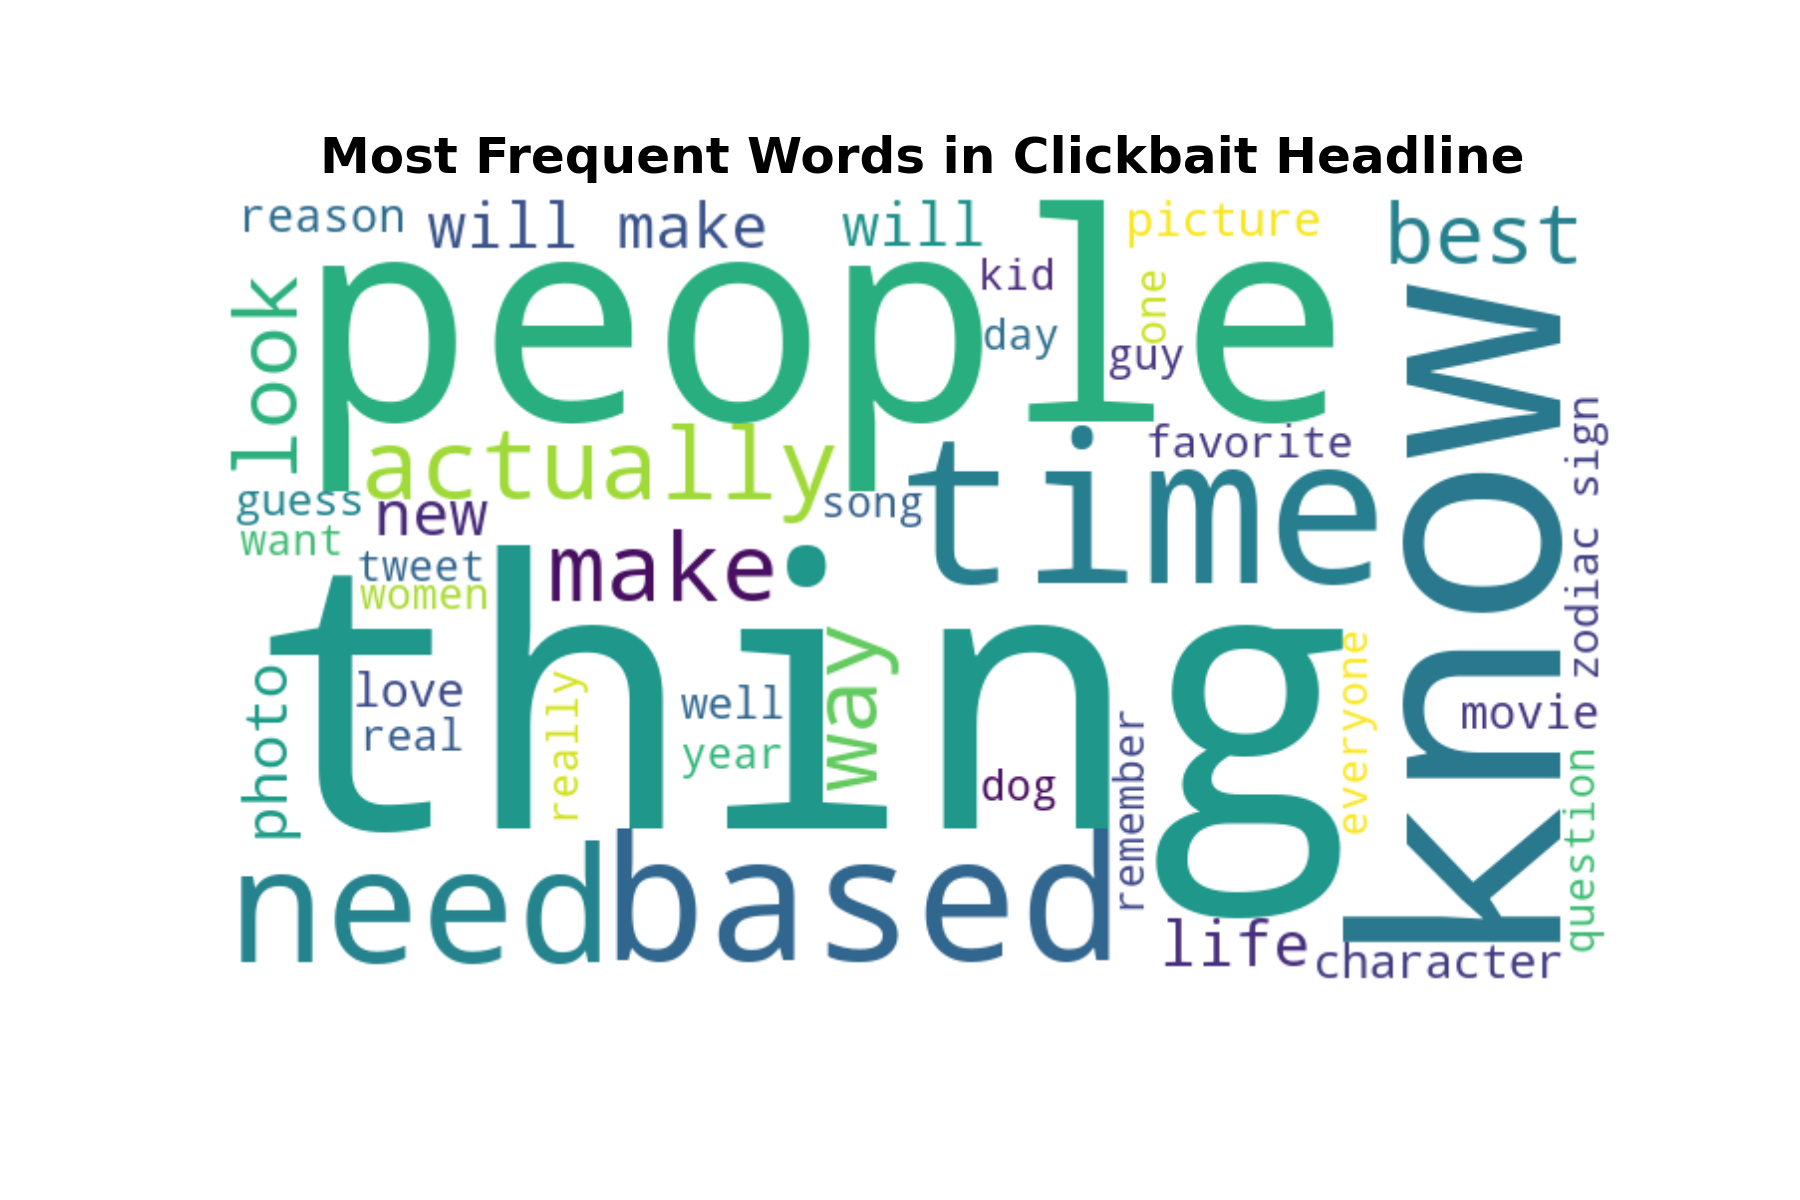 Most Frequent Words in Clickbait Headline
reason
will make
will
picture
best
people
kid
one
look
day
guy
know
actually
time
favorite
zodiac sign
guess
new
song
want
tweet
make
women
thing
way
everyone
photo
love
really
well
movie
real
year
remember
question
dog
need
based
life
character